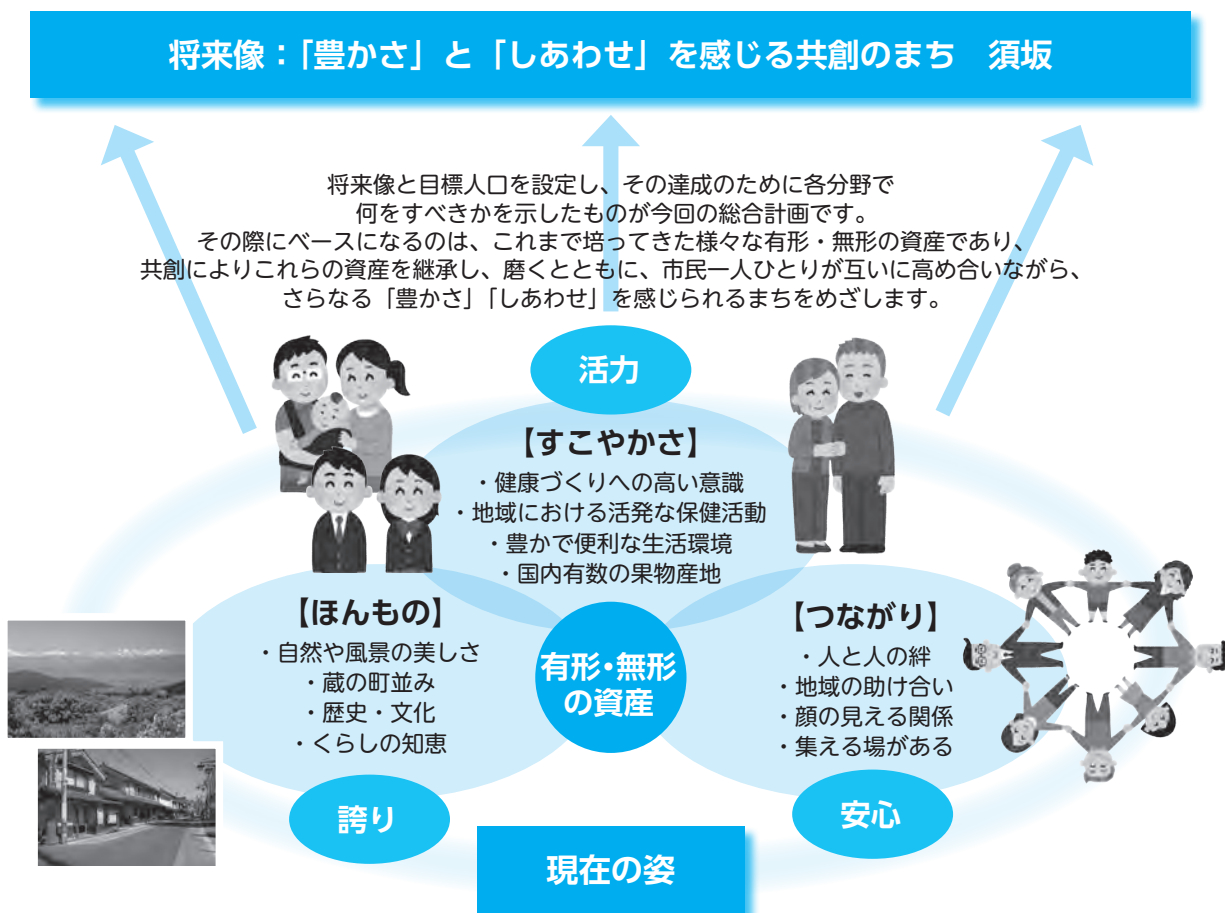 将来像：「豊かさ」と「しあわせ」を感じる共創のまち　須坂
将来像と目標人口を設定し、その達成のために各分野で
何をすべきかを示したものが今回の総合計画です。
その際にベースになるのは、これまで培ってきた様々な有形・無形の資産であり、
共創によりこれらの資産を継承し、磨くとともに、市民一人ひとりが互いに高め合いながら、
さらなる「豊かさ」「しあわせ」を感じられるまちをめざします。
活力
【すこやかさ】
・健康づくりへの高い意識
・地域における活発な保健活動
・豊かで便利な生活環境
・国内有数の果物産地
【ほんもの】
・自然や風景の美しさ
・蔵の町並み
・歴史・文化
・くらしの知恵
有形・無形
の資産
【つながり】
・人と人の絆
・地域の助け合い
・顔の見える関係
・集える場がある
誇り
安心
現在の姿